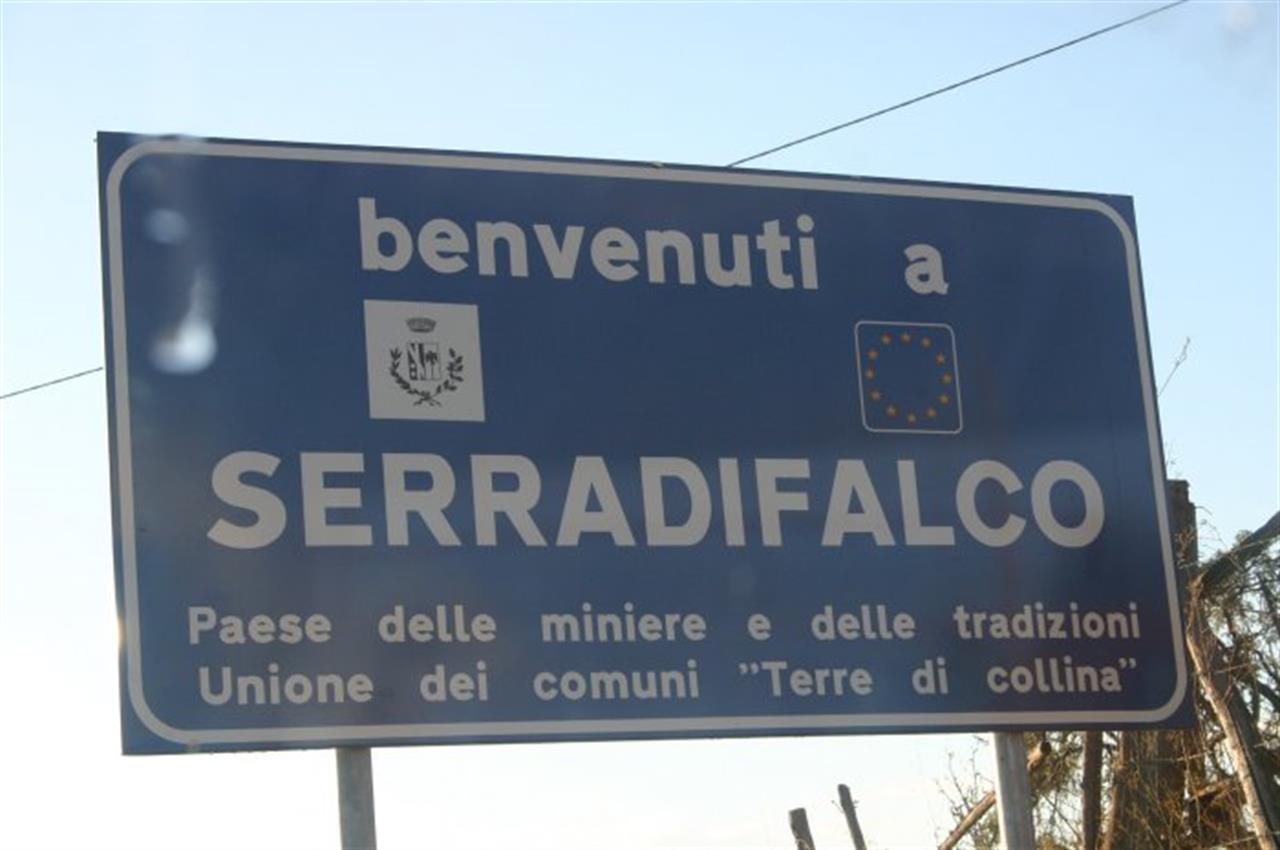 benvenuti a
SERRADIFALCO
Paese delle miniere e delle tradizioni
Unione dei comuni "Terre di collina"